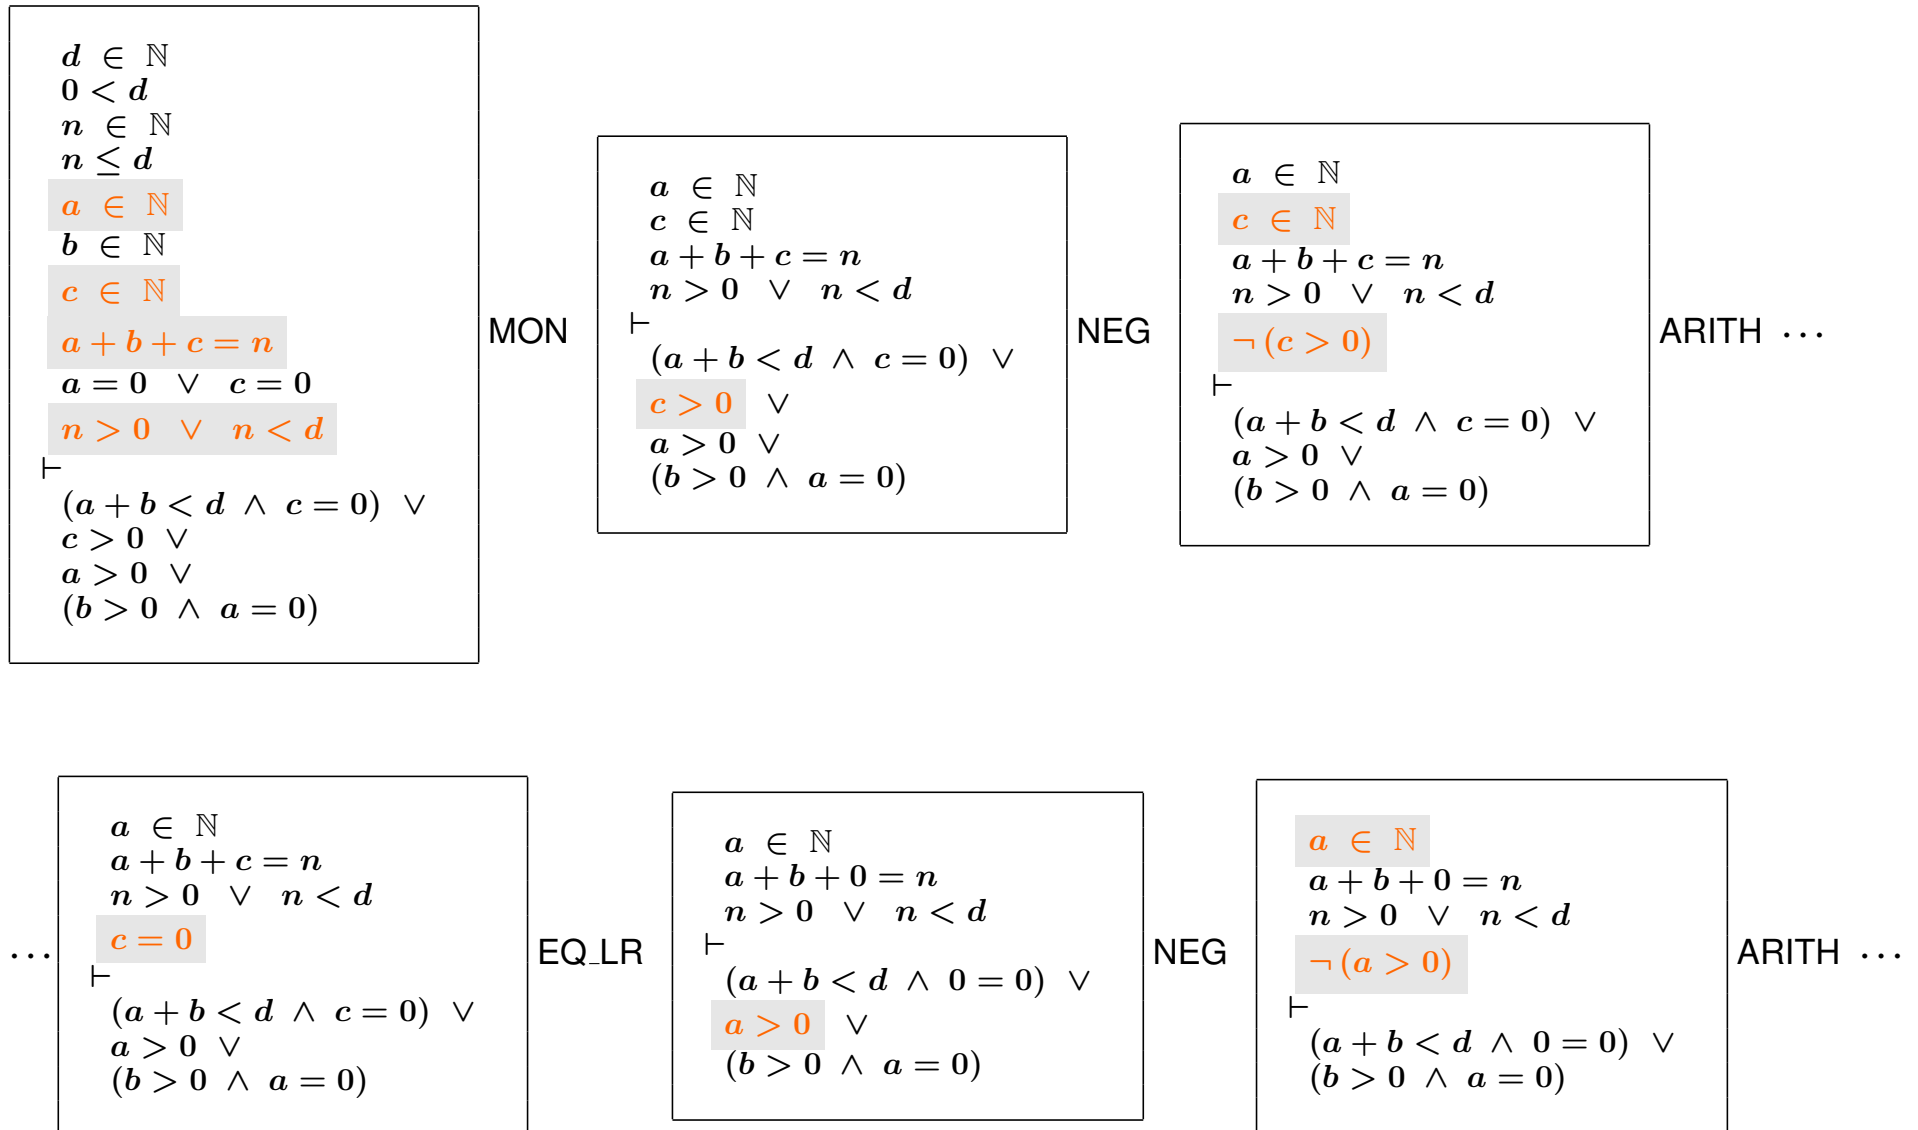 d ∈ ℕ
0 < d
n ∈ ℕ
n ≤ d
a ∈ ℕ
b ∈ ℕ
c ∈ ℕ
a + b + c = n
a = 0 ∨ c = 0
n > 0 ∨ n < d
⊢
(a + b < d ∧ c = 0) ∨
c > 0 ∨
a > 0 ∨
(b > 0 ∧ a = 0)
MON
a ∈ ℕ
c ∈ ℕ
a + b + c = n
n > 0 ∨ n < d
⊢
(a + b < d ∧ c = 0) ∨
c > 0 ∨
a > 0 ∨
(b > 0 ∧ a = 0)
NEG
a ∈ ℕ
c ∈ ℕ
a + b + c = n
n > 0 ∨ n < d
¬ (c > 0)
⊢
(a + b < d ∧ c = 0) ∨
a > 0 ∨
(b > 0 ∧ a = 0)
ARITH ···
···
a ∈ ℕ
a + b + c = n
n > 0 ∨ n < d
c = 0
⊢
(a + b < d ∧ c = 0) ∨
a > 0 ∨
(b > 0 ∧ a = 0)
EQ_LR
a ∈ ℕ
a + b + 0 = n
n > 0 ∨ n < d
⊢
(a + b < d ∧ 0 = 0) ∨
a > 0 ∨
(b > 0 ∧ a = 0)
NEG
a ∈ ℕ
a + b + 0 = n
n > 0 ∨ n < d
¬ (a > 0)
⊢
(a + b < d ∧ 0 = 0) ∨
(b > 0 ∧ a = 0)
ARITH ···